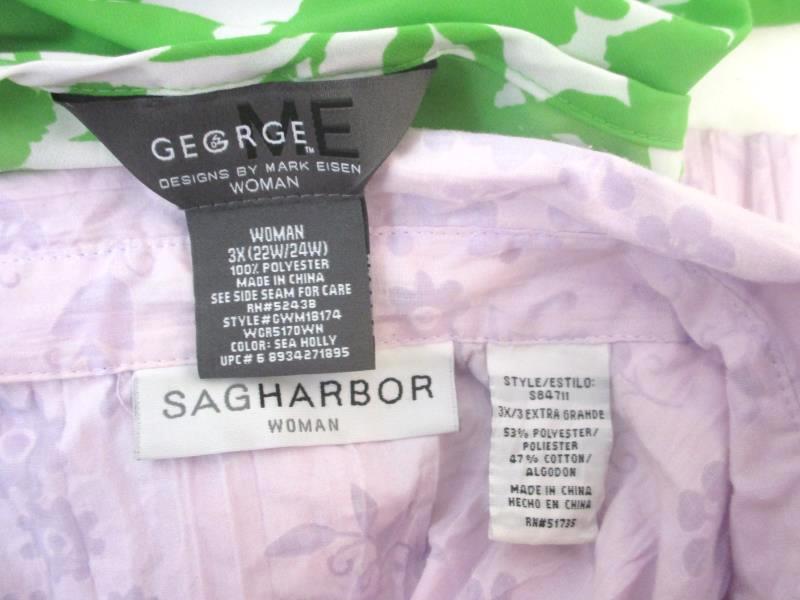 GEORGE ME™
DESIGNS BY MARK EISEN
WOMAN
WOMAN
3X (22W/24W)
100% POLYESTER
MADE IN CHINA
SEE SIDE SEAM FOR CARE
RN#52438
STYLE#GWM18174
WGR517DWN
COLOR: SEA HOLLY
UPC# 6 8934271895
SAGHARBOR
WOMAN
STYLE/ESTILO:
S84711
3X/3 EXTRA GRANDE
53% POLYESTER/
POLIESTER
47% COTTON/
ALGODON
MADE IN CHINA
HECHO EN CHINA
RN#51735